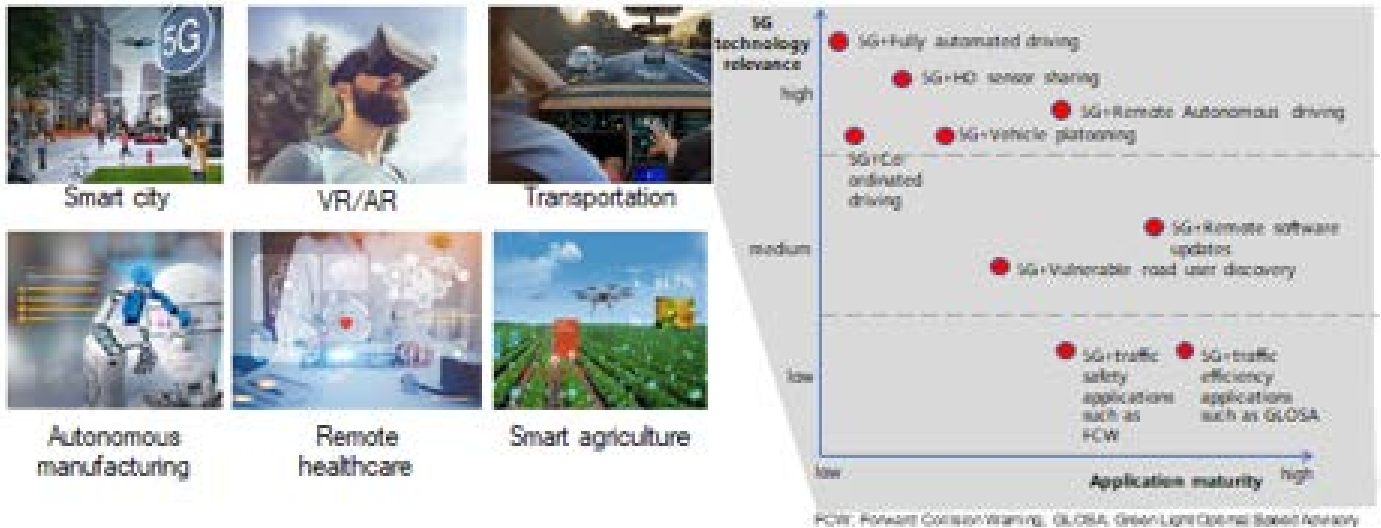 5G
Smart city
VR/AR
Transportation
Autonomous
manufacturing
Remote
healthcare
Smart agriculture
5G
technology
relevance
high
medium
low
5G+Fully automated driving
5G+HD sensor sharing
5G+Remote Autonomous driving
5G+Vehicle platooning
5G+Co-
ordinated
driving
5G+Remote software
updates
5G+Vulnerable road user discovery
5G+traffic
safety
applications
such as
FCW
5G+traffic
efficiency
applications
such as GLOSA
low
Application maturity
high
FCW: Forward Collision Warning, GLOSA: Green Light Optimal Speed Advisory